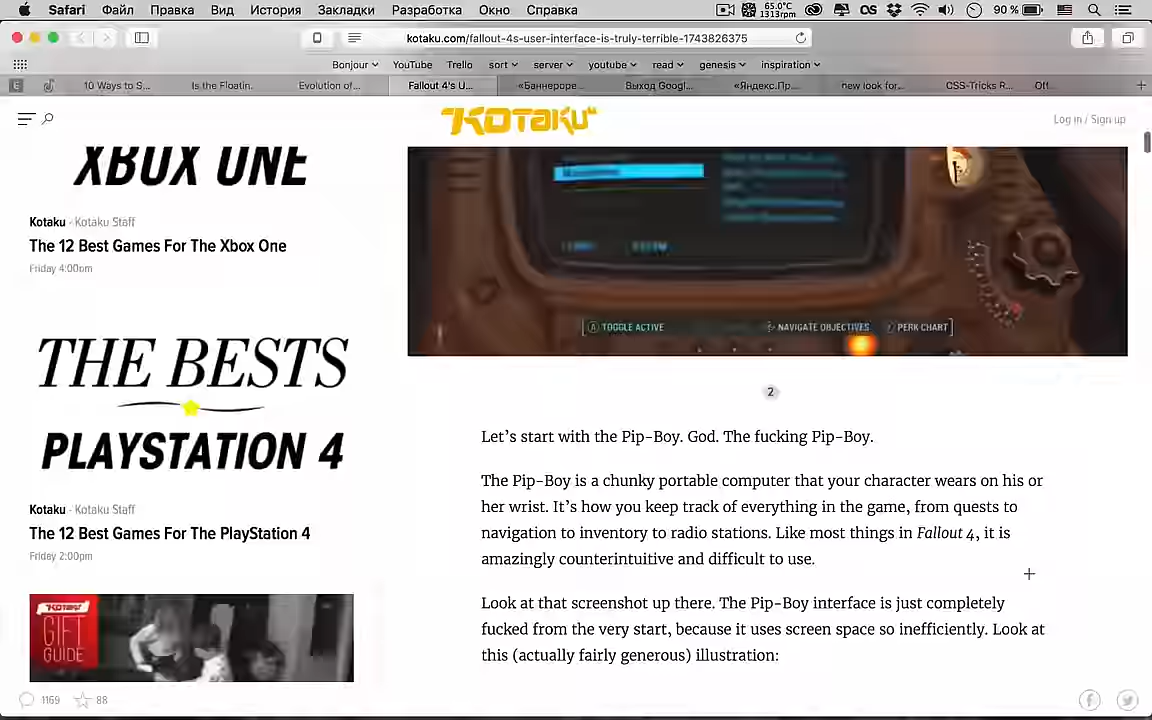 Safari Файл Правка Вид История Закладки Разработка Окно Справка
65.0°C
1313rpm
90 %
kotaku.com/fallout-4s-user-interface-is-truly-terrible-1743826375
Bonjour YouTube Trello sort server youtube read genesis inspiration
10 Ways to S... Is the Floatin... Evolution of... Fallout 4's U... «Баннерорe... Выход Googl... «Яндекс.Пр... new look for... CSS-Tricks R... Off...
KOTAKU
Log in / Sign up
XBOX ONE
Kotaku - Kotaku Staff
The 12 Best Games For The Xbox One
Friday 4:00pm
THE BESTS
PLAYSTATION 4
Kotaku - Kotaku Staff
The 12 Best Games For The PlayStation 4
Friday 2:00pm
KOTAKU
GIFT
GUIDE
1169 88
A TOGGLE ACTIVE NAVIGATE OBJECTIVES PERK CHART
2
Let's start with the Pip-Boy. God. The fucking Pip-Boy.
The Pip-Boy is a chunky portable computer that your character wears on his or
her wrist. It's how you keep track of everything in the game, from quests to
navigation to inventory to radio stations. Like most things in Fallout 4, it is
amazingly counterintuitive and difficult to use.
Look at that screenshot up there. The Pip-Boy interface is just completely
fucked from the very start, because it uses screen space so inefficiently. Look at
this (actually fairly generous) illustration: